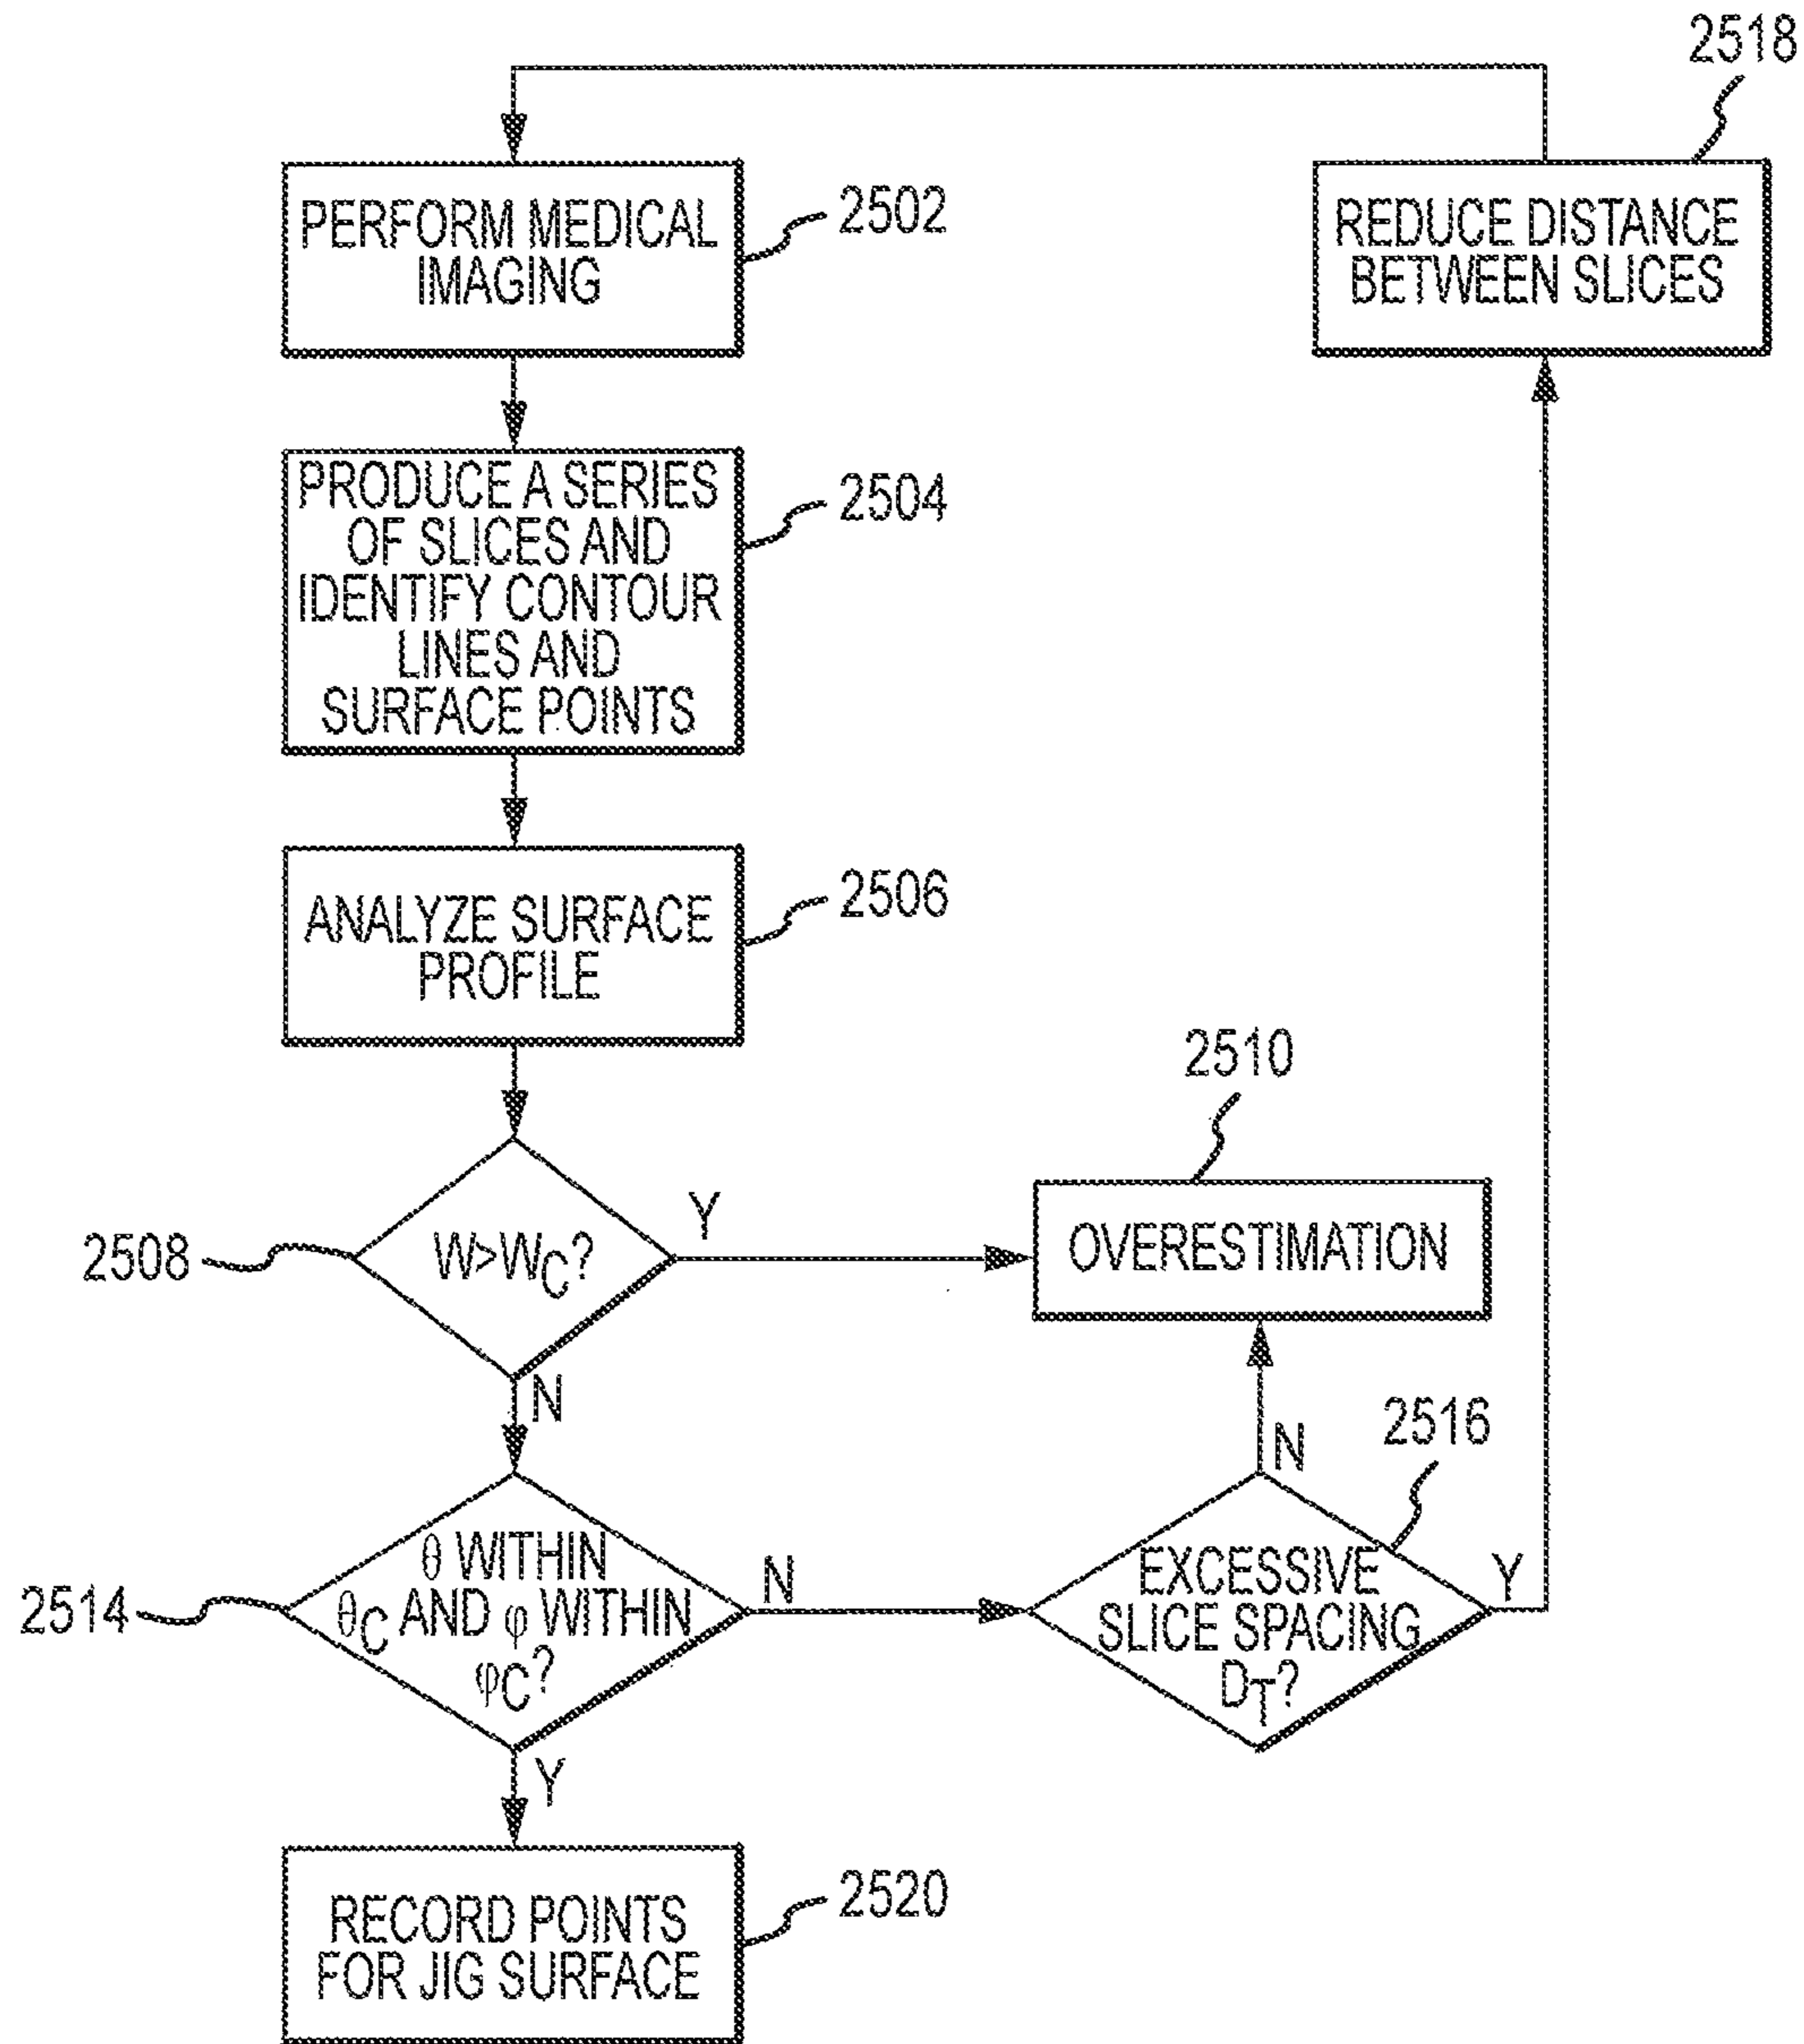 2518
PERFORM MEDICAL
IMAGING
2502
REDUCE DISTANCE
BETWEEN SLICES
PRODUCE A SERIES
OF SLICES AND
IDENTIFY CONTOUR
LINES AND
SURFACE POINTS
2504
ANALYZE SURFACE
PROFILE
2506
2510
2508
W>WC?
Y
OVERESTIMATION
N
N
2516
2514
θ WITHIN
θC AND φ WITHIN
φC?
N
EXCESSIVE
SLICE SPACING
DT?
Y
Y
RECORD POINTS
FOR JIG SURFACE
2520